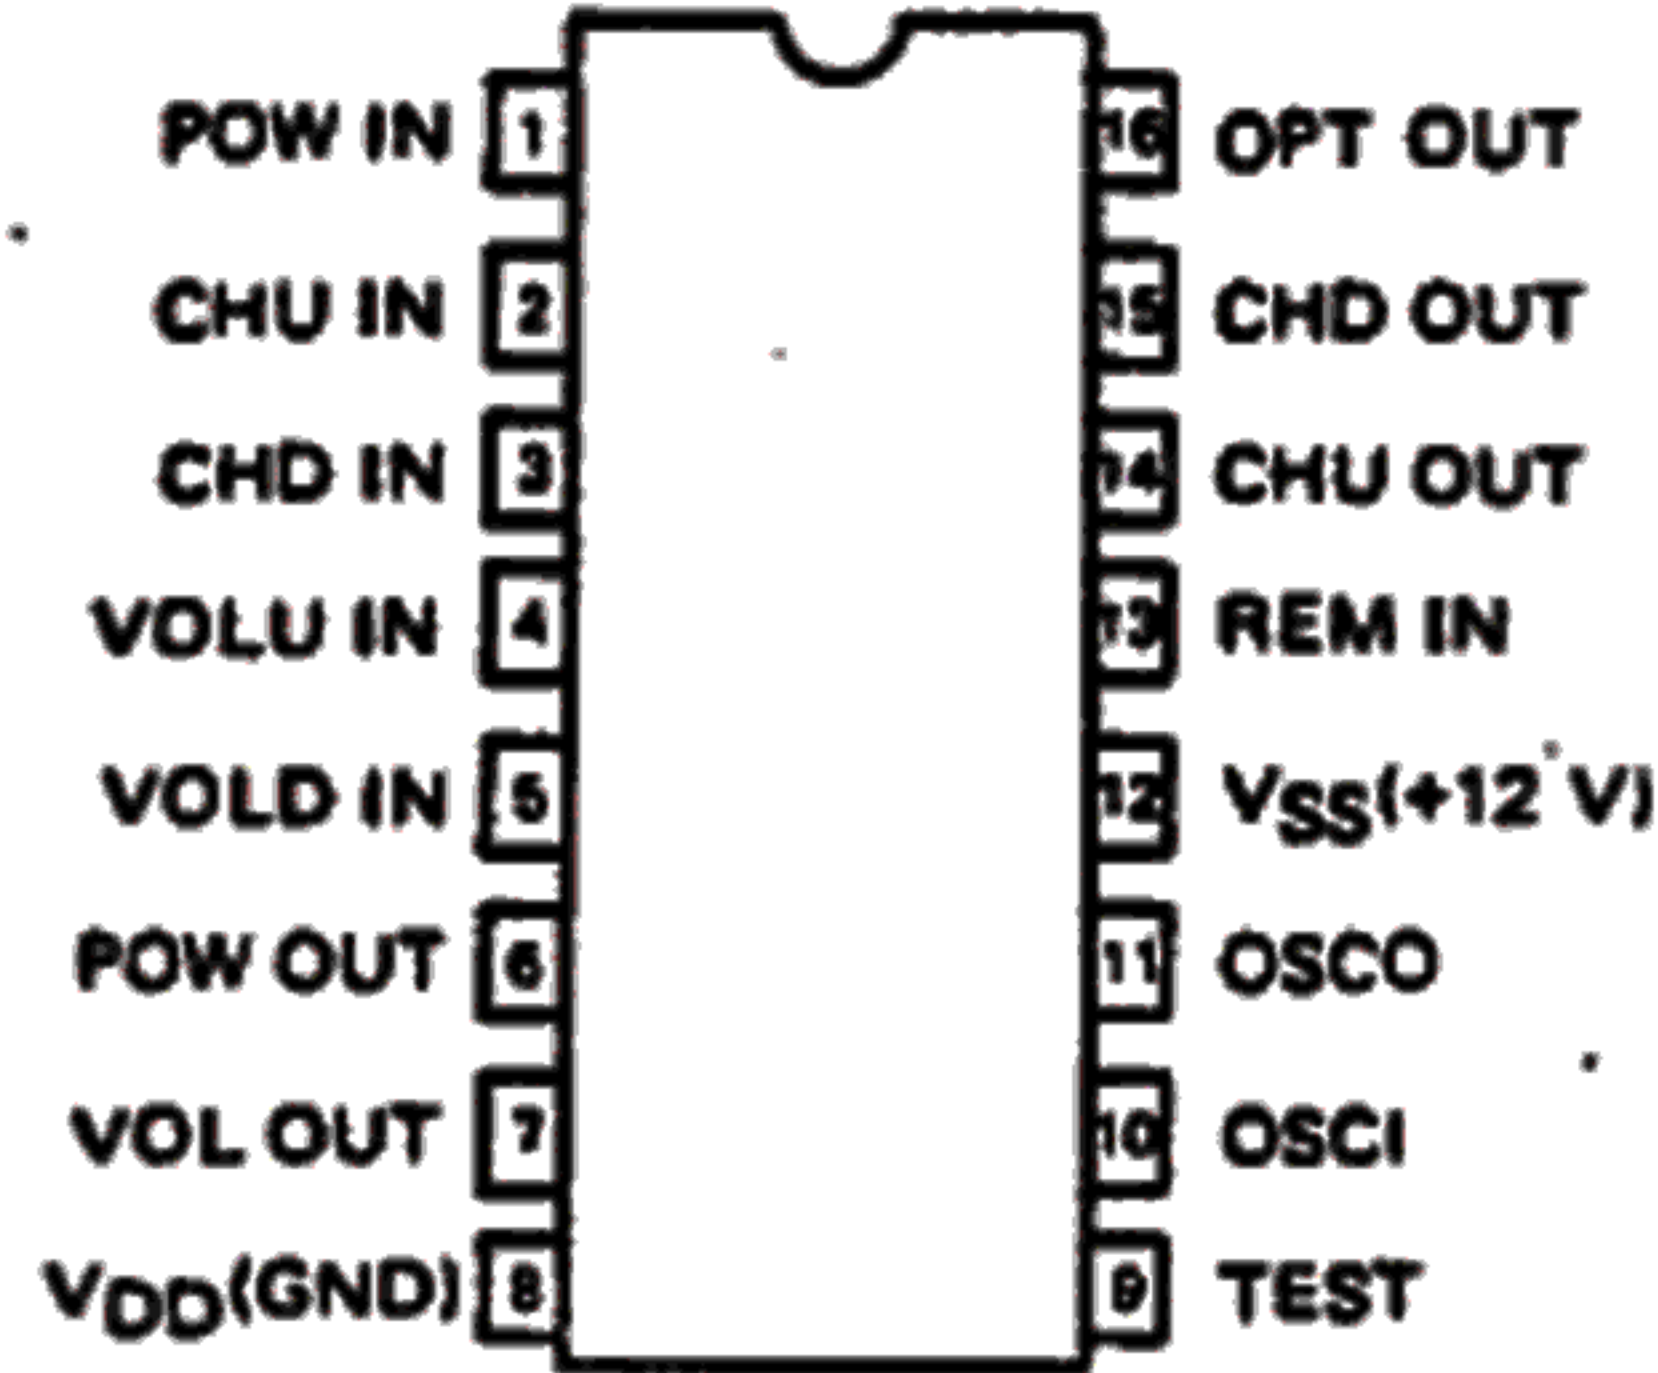 POW IN 1 16 OPT OUT
CHU IN 2 15 CHD OUT
CHD IN 3 14 CHU OUT
VOLU IN 4 13 REM IN
VOLD IN 5 12 VSS(+12 V)
POW OUT 6 11 OSCO
VOL OUT 7 10 OSCI
VDD(GND) 8 9 TEST